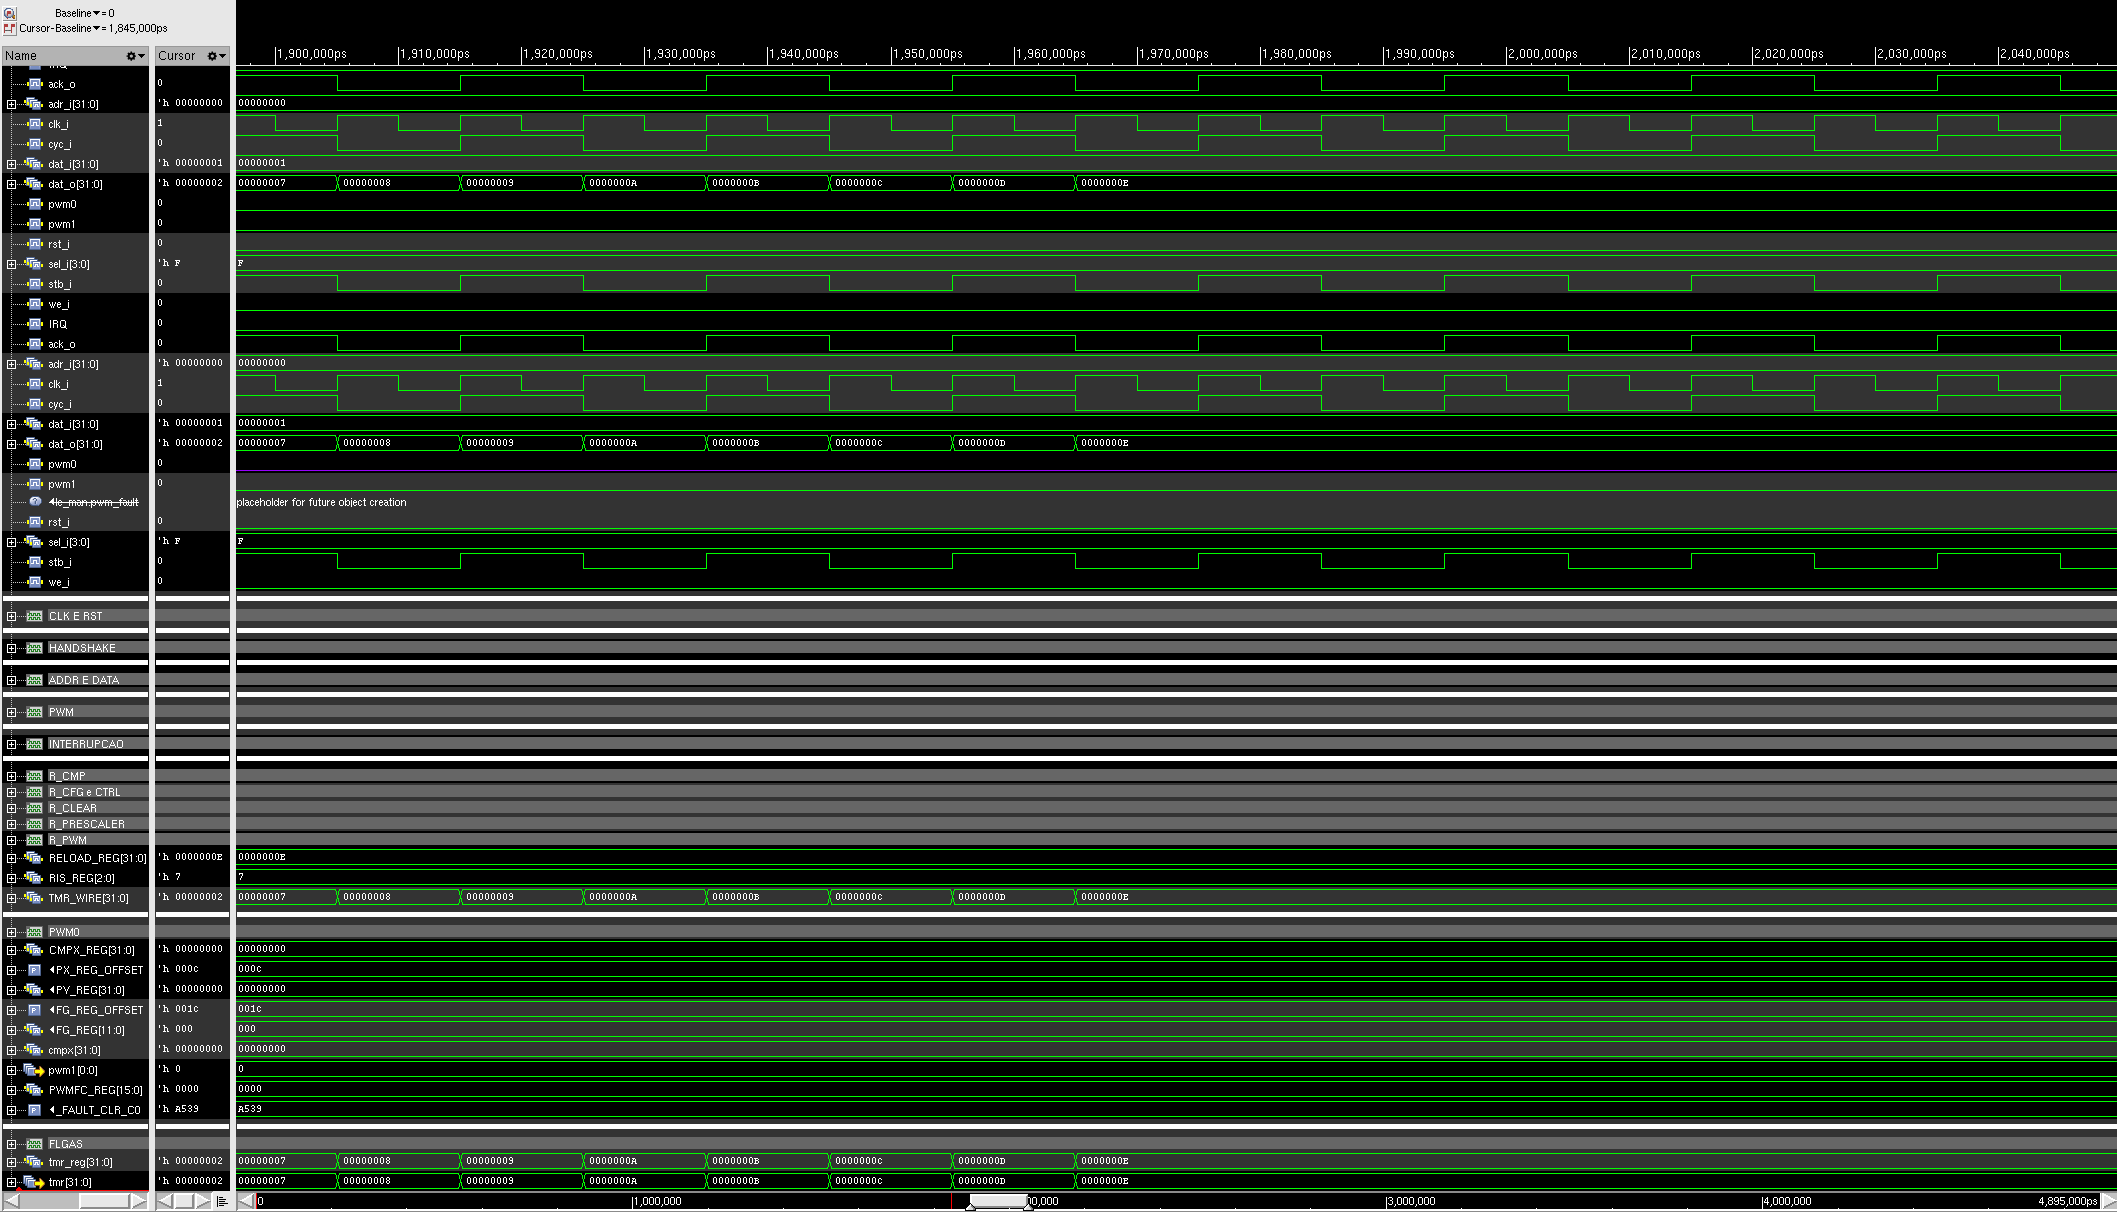 Baseline▼= 0
Cursor-Baseline▼= 1,845,000ps
Name Cursor
1,900,000ps 1,910,000ps 1,920,000ps 1,930,000ps 1,940,000ps 1,950,000ps 1,960,000ps 1,970,000ps 1,980,000ps 1,990,000ps 2,000,000ps 2,010,000ps 2,020,000ps 2,030,000ps 2,040,000ps
IRQ
ack_o 0
adr_i[31:0] 'h 00000000 00000000
clk_i 1
cyc_i 0
dat_i[31:0] 'h 00000001 00000001
dat_o[31:0] 'h 00000002 00000007 00000008 00000009 0000000A 0000000B 0000000C 0000000D 0000000E
pwm0 0
pwm1 0
rst_i 0
sel_i[3:0] 'h F F
stb_i 0
we_i 0
IRQ 0
ack_o 0
adr_i[31:0] 'h 00000000 00000000
clk_i 1
cyc_i 0
dat_i[31:0] 'h 00000001 00000001
dat_o[31:0] 'h 00000002 00000007 00000008 00000009 0000000A 0000000B 0000000C 0000000D 0000000E
pwm0 0
pwm1 0
le_man.pwm_fault placeholder for future object creation
rst_i 0
sel_i[3:0] 'h F F
stb_i 0
we_i 0
CLK E RST
HANDSHAKE
ADDR E DATA
PWM
INTERRUPCAO
R_CMP
R_CFG e CTRL
R_CLEAR
R_PRESCALER
R_PWM
RELOAD_REG[31:0] 'h 0000000E 0000000E
RIS_REG[2:0] 'h 7 7
TMR_WIRE[31:0] 'h 00000002 00000007 00000008 00000009 0000000A 0000000B 0000000C 0000000D 0000000E
PWM0
CMPX_REG[31:0] 'h 00000000 00000000
PX_REG_OFFSET 'h 000c 000c
PY_REG[31:0] 'h 00000000 00000000
FG_REG_OFFSET 'h 001c 001c
FG_REG[11:0] 'h 000 000
cmpx[31:0] 'h 00000000 00000000
pwm1[0:0] 'h 0 0
PWMFC_REG[15:0] 'h 0000 0000
_FAULT_CLR_C0 'h A539 A539
FLGAS
tmr_reg[31:0] 'h 00000002 00000007 00000008 00000009 0000000A 0000000B 0000000C 0000000D 0000000E
tmr[31:0] 'h 00000002 00000007 00000008 00000009 0000000A 0000000B 0000000C 0000000D 0000000E
0 1,000,000 00,000 3,000,000 4,000,000 4,895,000ps